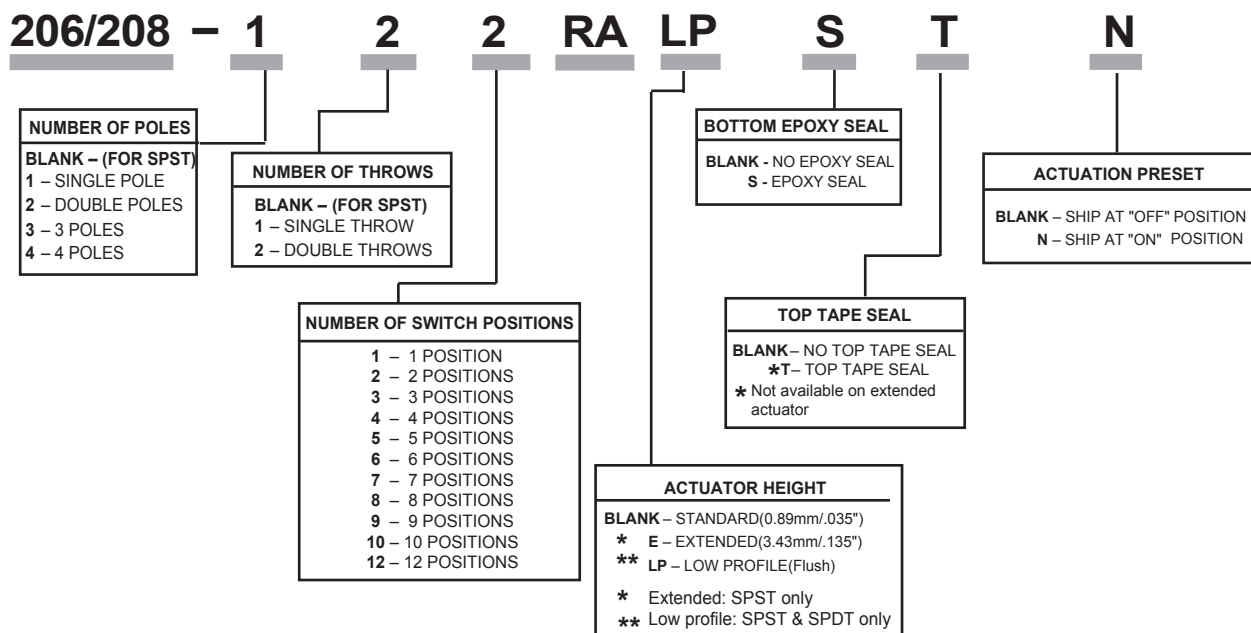 206/208 – 1 2 2 RA LP S T N
NUMBER OF POLES
BLANK – (FOR SPST)
1 – SINGLE POLE
2 – DOUBLE POLES
3 – 3 POLES
4 – 4 POLES
NUMBER OF THROWS
BLANK – (FOR SPST)
1 – SINGLE THROW
2 – DOUBLE THROWS
NUMBER OF SWITCH POSITIONS
1 – 1 POSITION
2 – 2 POSITIONS
3 – 3 POSITIONS
4 – 4 POSITIONS
5 – 5 POSITIONS
6 – 6 POSITIONS
7 – 7 POSITIONS
8 – 8 POSITIONS
9 – 9 POSITIONS
10 – 10 POSITIONS
12 – 12 POSITIONS
ACTUATOR HEIGHT
BLANK – STANDARD(0.89mm/.035")
* E – EXTENDED(3.43mm/.135")
** LP – LOW PROFILE(Flush)
* Extended: SPST only
** Low profile: SPST & SPDT only
BOTTOM EPOXY SEAL
BLANK - NO EPOXY SEAL
S - EPOXY SEAL
TOP TAPE SEAL
BLANK – NO TOP TAPE SEAL
*T – TOP TAPE SEAL
* Not available on extended
actuator
ACTUATION PRESET
BLANK – SHIP AT "OFF" POSITION
N – SHIP AT "ON" POSITION